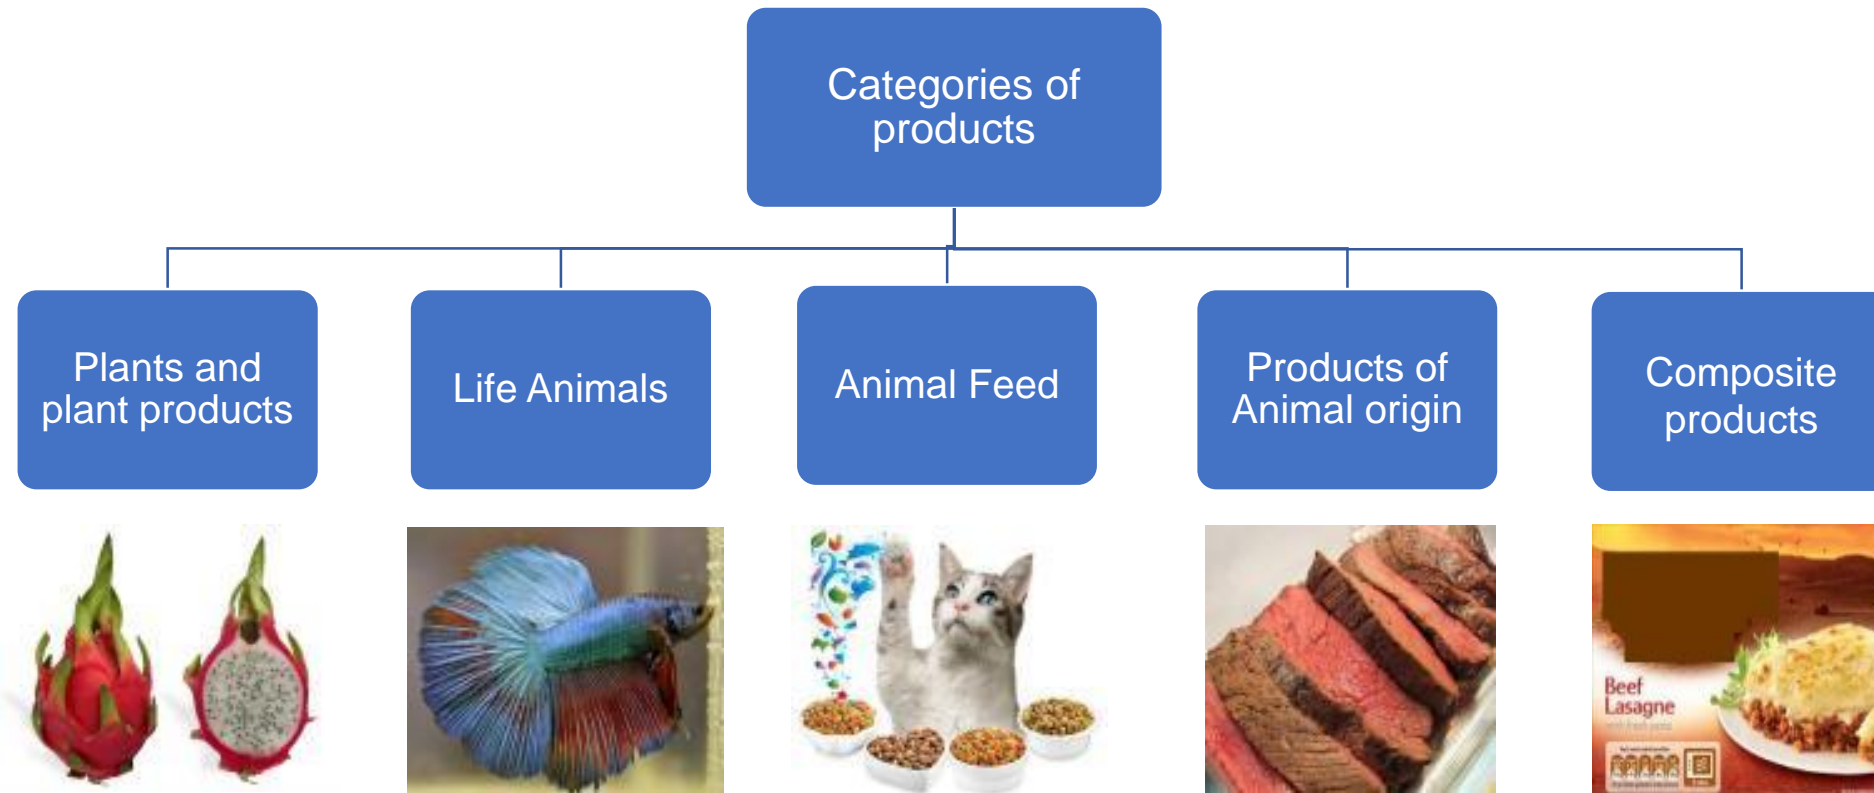 Categories of
products
Plants and
plant products
Life Animals
Animal Feed
Products of
Animal origin
Composite
products
Beef
Lasagne